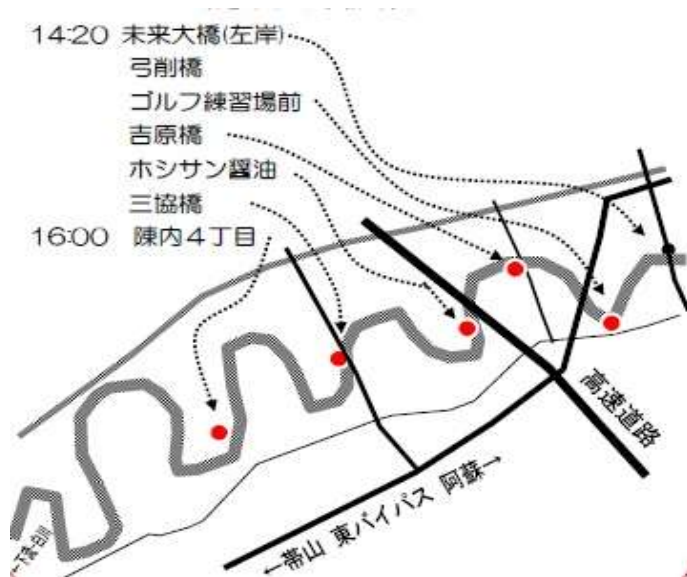 14:20 未来大橋(左岸)
弓削橋
ゴルフ練習場前
吉原橋
ホシサン醤油
三協橋
16:00 陳内４丁目
高速道路
←帯山 東バイパス 阿蘇→